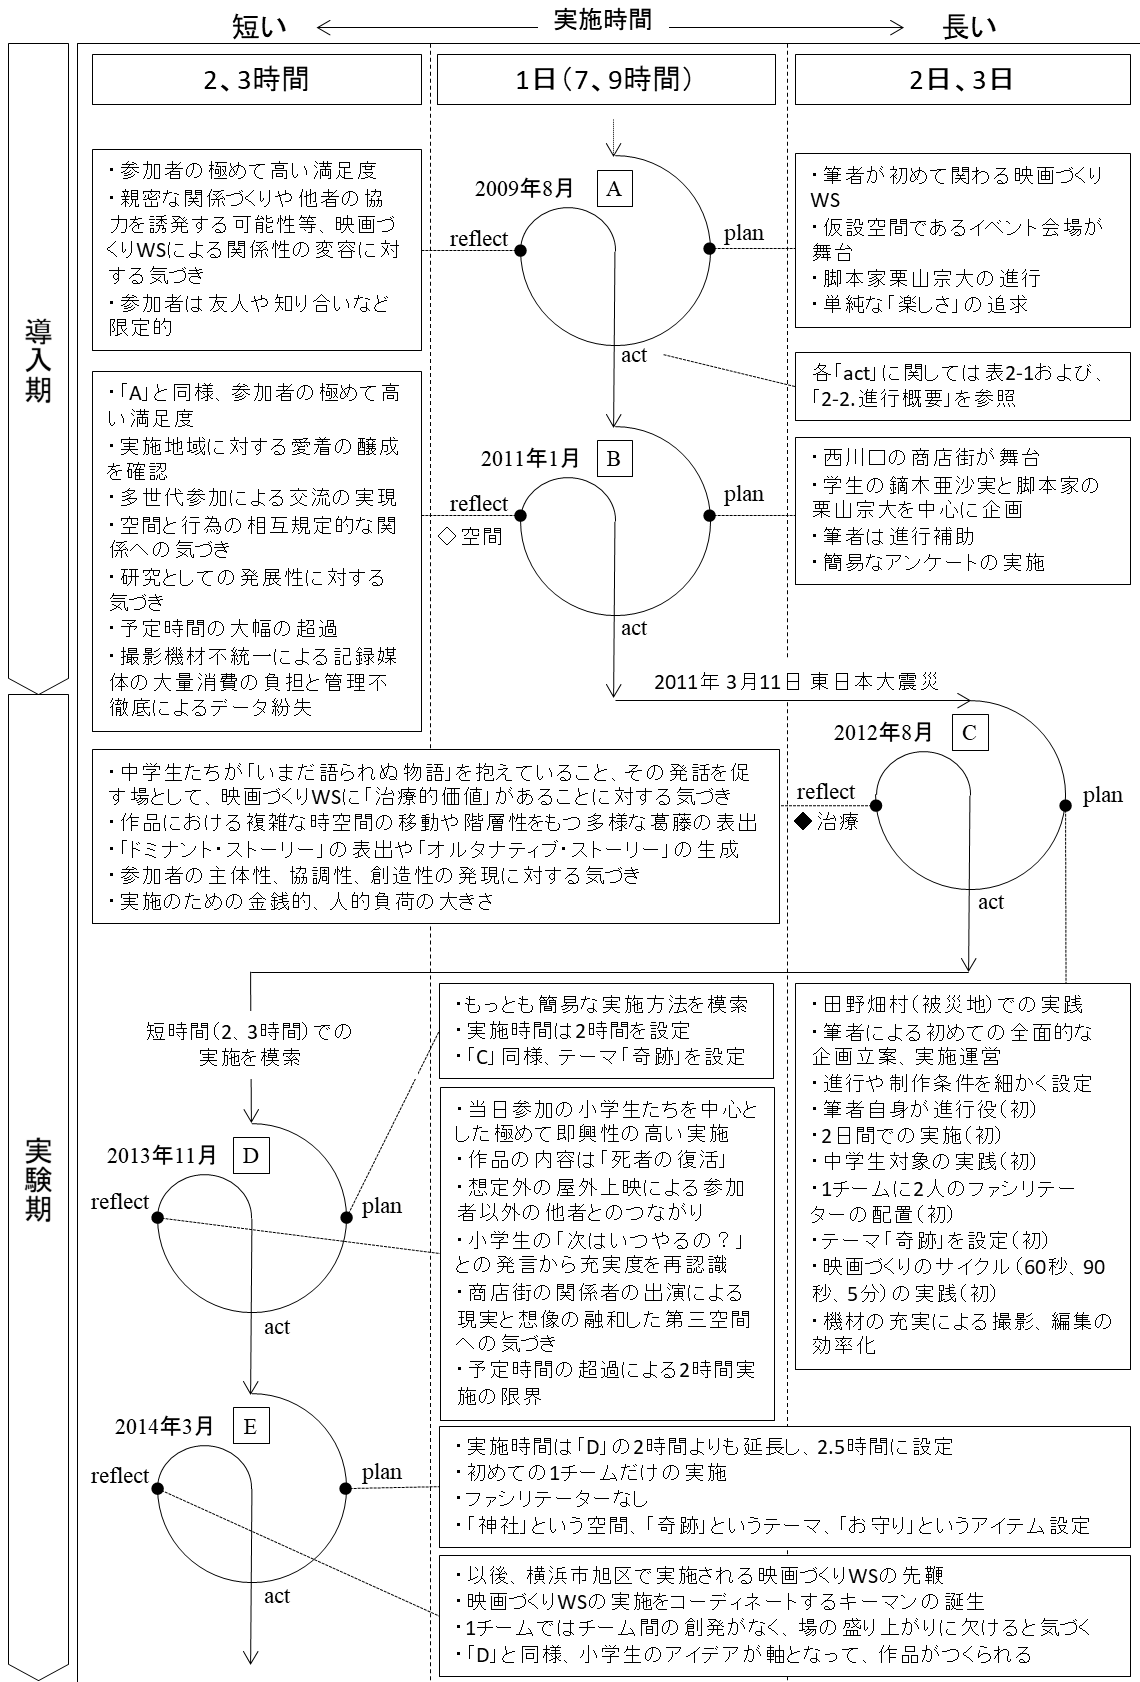 短い
実施時間
長い
2、3時間
1日（7、9時間）
2日、3日
導入期
・参加者の極めて高い満足度
・親密な関係づくりや他者の協
力を誘発する可能性等、映画づ
くりWSによる関係性の変容に対
する気づき
・参加者は友人や知り合いなど
限定的
2009年8月
A
reflect
plan
act
・筆者が初めて関わる映画づくり
WS
・仮設空間であるイベント会場が
舞台
・脚本家栗山宗大の進行
・単純な「楽しさ」の追求
各「act」に関しては表2-1および、
「2-2.進行概要」を参照
・「A」と同様、参加者の極めて高
い満足度
・実施地域に対する愛着の醸成
を確認
・多世代参加による交流の実現
・空間と行為の相互規定的な関
係への気づき
・研究としての発展性に対する
気づき
・予定時間の大幅の超過
・撮影機材不統一による記録媒
体の大量消費の負担と管理不
徹底によるデータ紛失
2011年1月
B
reflect
◇空間
plan
act
・西川口の商店街が舞台
・学生の鏑木亜沙実と脚本家の
栗山宗大を中心に企画
・筆者は進行補助
・簡易なアンケートの実施
2011年 3月11日 東日本大震災
実験期
・中学生たちが「いまだ語られぬ物語」を抱えていること、その発話を促
す場として、映画づくりWSに「治療的価値」があることに対する気づき
・作品における複雑な時空間の移動や階層性をもつ多様な葛藤の表出
・「ドミナント・ストーリー」の表出や「オルタナティブ・ストーリー」の生成
・参加者の主体性、協調性、創造性の発現に対する気づき
・実施のための金銭的、人的負荷の大きさ
2012年8月
C
reflect
◆治療
plan
act
・田野畑村（被災地）での実践
・筆者による初めての全面的な
企画立案、実施運営
・進行や制作条件を細かく設定
・筆者自身が進行役（初）
・2日間での実施（初）
・中学生対象の実践（初）
・1チームに2人のファシリテー
ターの配置（初）
・テーマ「奇跡」を設定（初）
・映画づくりのサイクル（60秒、90
秒、5分）の実践（初）
・機材の充実による撮影、編集の
効率化
短時間（2、3時間）での
実施を模索
・もっとも簡易な実施方法を模索
・実施時間は2時間を設定
・「C」同様、テーマ「奇跡」を設定
2013年11月
D
reflect
plan
act
・当日参加の小学生たちを中心と
した極めて即興性の高い実施
・作品の内容は「死者の復活」
・想定外の屋外上映による参加
者以外の他者とのつながり
・小学生の「次はいつやるの？」
との発言から充実度を再認識
・商店街の関係者の出演による
現実と想像の融和した第三空間
への気づき
・予定時間の超過による2時間実
施の限界
2014年3月
E
reflect
plan
act
・実施時間は「D」の2時間よりも延長し、2.5時間に設定
・初めての1チームだけの実施
・ファシリテーターなし
・「神社」という空間、「奇跡」というテーマ、「お守り」というアイテム設定
・以後、横浜市旭区で実施される映画づくりWSの先鞭
・映画づくりWSの実施をコーディネートするキーマンの誕生
・1チームではチーム間の創発がなく、場の盛り上がりに欠けると気づく
・「D」と同様、小学生のアイデアが軸となって、作品がつくられる